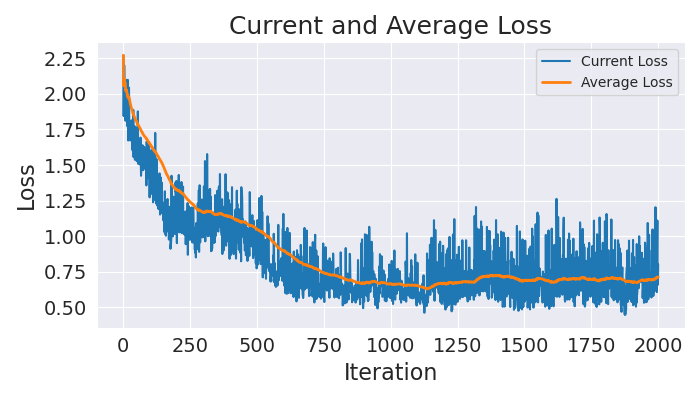 Current and Average Loss
Current Loss
Average Loss
2.25
2.00
1.75
1.50
1.25
1.00
0.75
0.50
Loss
0 250 500 750 1000 1250 1500 1750 2000
Iteration